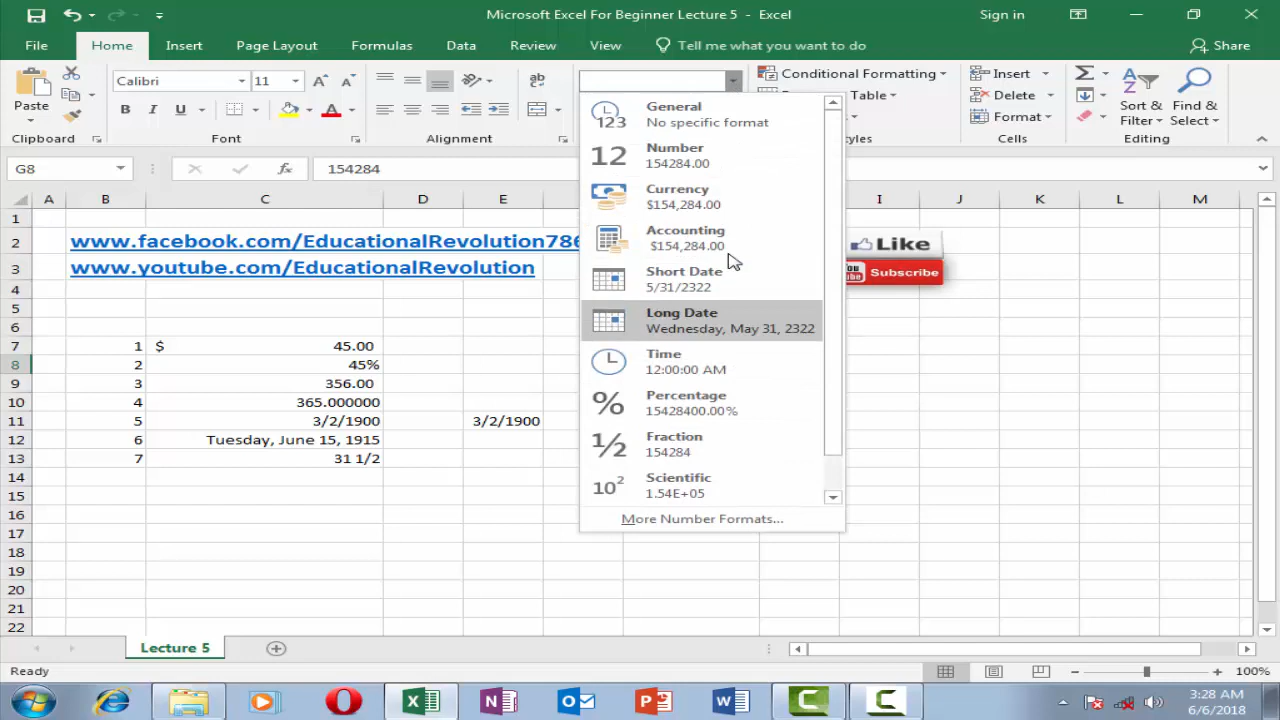 Microsoft Excel For Beginner Lecture 5 - Excel
Sign in
File Home Insert Page Layout Formulas Data Review View Tell me what you want to do Share
Paste
Calibri 11
Conditional Formatting
Table
Insert
Delete
Format
Sort & Select
Find & Select
Clipboard Font Alignment Cells Editing
G8 fx 154284
General
No specific format
Number
154284.00
Currency
$154,284.00
Accounting
$154,284.00
Short Date
5/31/2322
Long Date
Wednesday, May 31, 2322
Time
12:00:00 AM
Percentage
15428400.00%
Fraction
154284
Scientific
1.54E+05
More Number Formats...
A B C D E I J K L M
1
2 www.facebook.com/EducationalRevolution786 Like
3 www.youtube.com/EducationalRevolution You Subscribe
4
5
6
7 1 $ 45.00
8 2 45%
9 3 356.00
10 4 365.000000
11 5 3/2/1900 3/2/1900
12 6 Tuesday, June 15, 1915
13 7 31 1/2
14
15
16
17
18
19
20
21
22
Lecture 5
Ready 100%
3:28 AM
6/6/2018